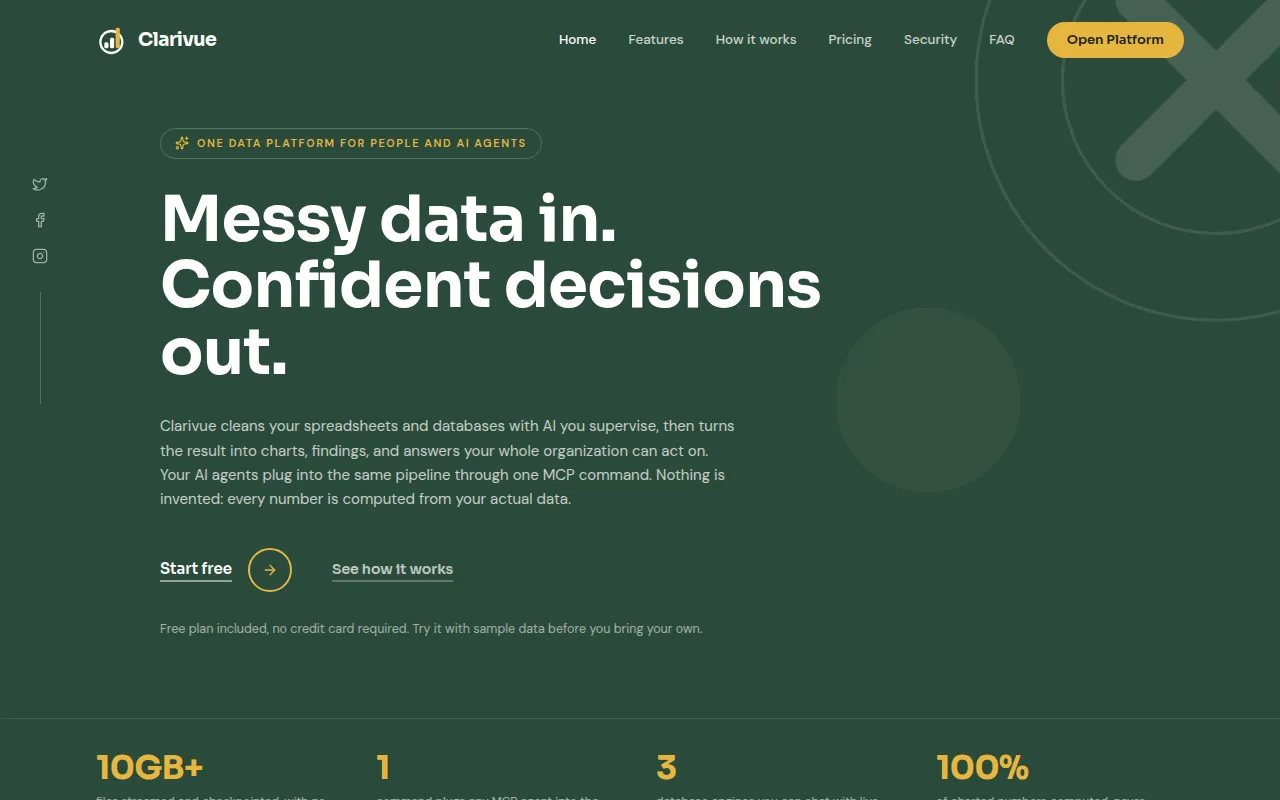 Clarivue
Home Features How it works Pricing Security FAQ Open Platform
ONE DATA PLATFORM FOR PEOPLE AND AI AGENTS
Messy data in.
Confident decisions
out.
Clarivue cleans your spreadsheets and databases with AI you supervise, then turns
the result into charts, findings, and answers your whole organization can act on.
Your AI agents plug into the same pipeline through one MCP command. Nothing is
invented: every number is computed from your actual data.
Start free See how it works
Free plan included, no credit card required. Try it with sample data before you bring your own.
10GB+ 1 3 100%